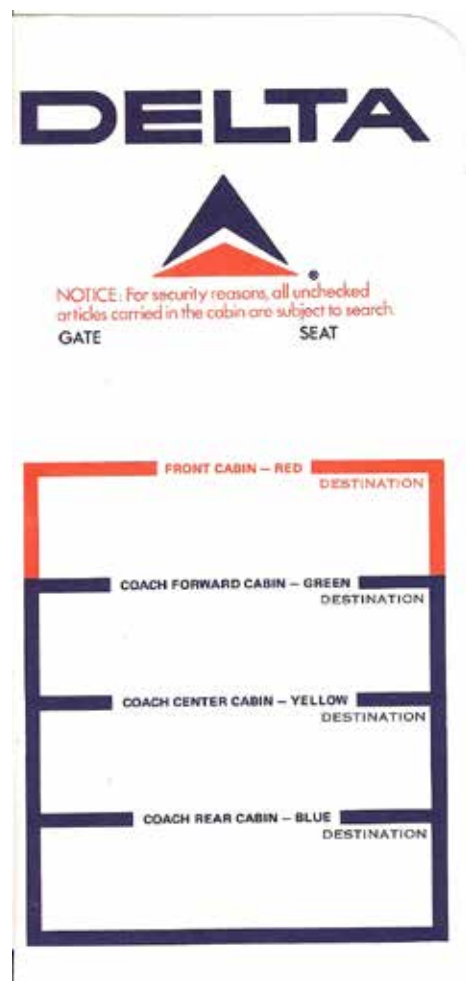 DELTA
®
NOTICE: For security reasons, all unchecked
articles carried in the cabin are subject to search.
GATE SEAT
FRONT CABIN – RED
DESTINATION
COACH FORWARD CABIN – GREEN
DESTINATION
COACH CENTER CABIN – YELLOW
DESTINATION
COACH REAR CABIN – BLUE
DESTINATION